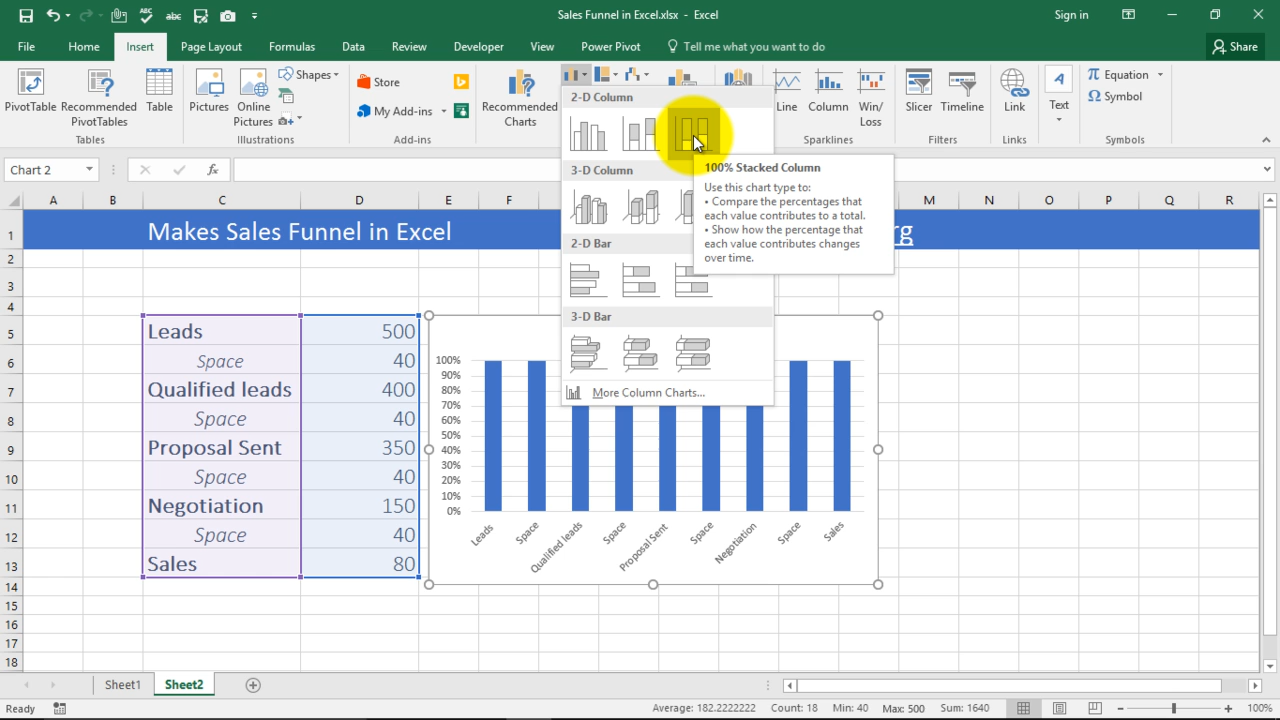 Sales Funnel in Excel.xlsx - Excel
Sign in
File Home Insert Page Layout Formulas Data Review Developer View Power Pivot Tell me what you want to do Share
PivotTable
Recommended PivotTables
Table
Tables
Pictures
Online Pictures
Shapes
Illustrations
Store
My Add-ins
Add-ins
Recommended Charts
Line
Column
Win/Loss
Sparklines
Slicer
Timeline
Filters
Link
Links
Text
Equation
Symbol
Symbols
Chart 2
fx
A B C D E F M N O P Q R
1 Makes Sales Funnel in Excel rg
2
3
4
5 Leads 500
6 Space 40
7 Qualified leads 400
8 Space 40
9 Proposal Sent 350
10 Space 40
11 Negotiation 150
12 Space 40
13 Sales 80
14
15
16
17
18
2-D Column
3-D Column
2-D Bar
3-D Bar
More Column Charts...
100% Stacked Column
Use this chart type to:
• Compare the percentages that
each value contributes to a total.
• Show how the percentage that
each value contributes changes
over time.
100%
90%
80%
70%
60%
50%
40%
30%
20%
10%
0%
Leads Space Qualified leads Space Proposal Sent Space Negotiation Space Sales
Sheet1 Sheet2
Ready Average: 182.2222222 Count: 18 Min: 40 Max: 500 Sum: 1640 100%